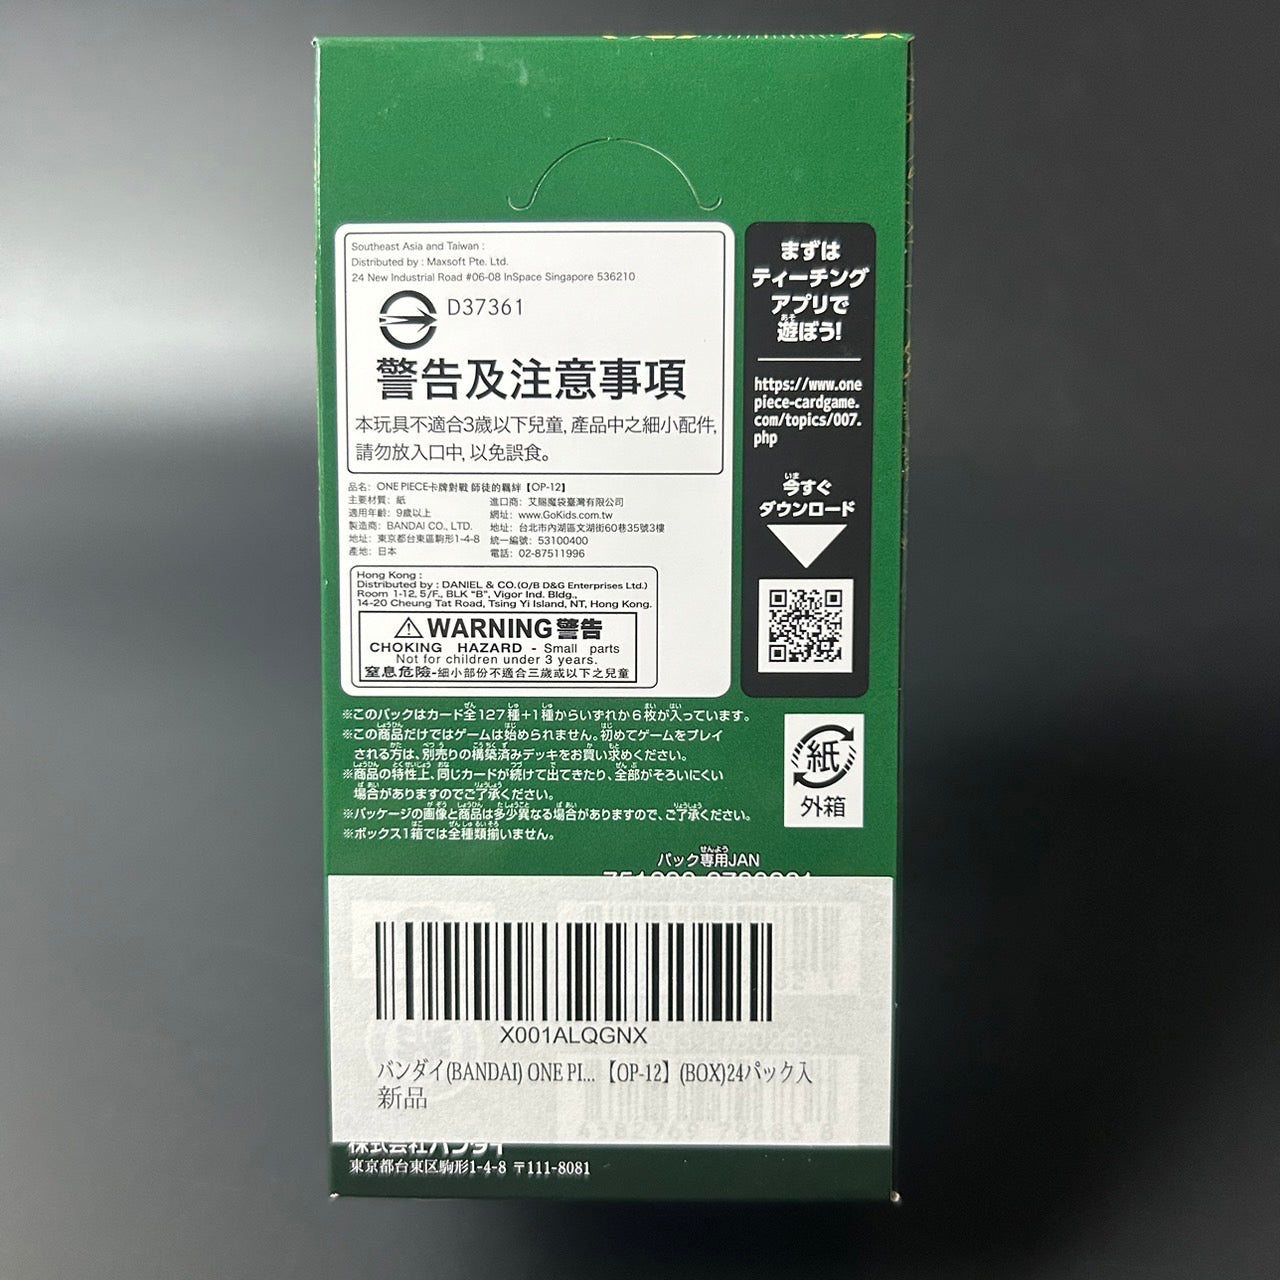 Southeast Asia and Taiwan :
Distributed by : Maxsoft Pte. Ltd.
24 New Industrial Road #06-08 InSpace Singapore 536210
D37361
警告及注意事項
本玩具不適合3歲以下兒童, 產品中之細小配件,
請勿放入口中, 以免誤食。
品名: ONE PIECE卡牌對戰 師徒的羈絆【OP-12】
主要材質: 紙
適用年齡: 9歲以上
製造商: BANDAI CO., LTD.
地址: 東京都台東區駒形1-4-8
產地: 日本
進口商: 艾賜魔袋臺灣有限公司
網址: www.GoKids.com.tw
地址: 台北市內湖區文湖街60巷35號3樓
統一編號: 53100400
電話: 02-87511996
Hong Kong :
Distributed by : DANIEL & CO.(O/B D&G Enterprises Ltd.)
Room 1-12, 5/F., BLK "B", Vigor Ind. Bldg.,
14-20 Cheung Tat Road, Tsing Yi Island, NT, Hong Kong.
WARNING 警告
CHOKING HAZARD - Small parts
Not for children under 3 years.
窒息危險-細小部份不適合三歲或以下之兒童
まずは
ティーチング
アプリで
遊ぼう!
https://www.one
piece-cardgame.
com/topics/007.
php
今すぐ
ダウンロード
※このパックはカード全127種+1種からいずれか6枚が入っています。
※この商品だけではゲームは始められません。初めてゲームをプレイ
される方は、別売りの構築済みデッキをお買い求めください。
※商品の特性上、同じカードが続けて出てきたり、全部がそろいにくい
場合がありますのでご了承ください。
※パッケージの画像と商品は多少異なる場合がありますので、ご了承ください。
※ボックス1箱では全種類揃いません。
紙
外箱
パック専用JAN
X001ALQGNX
バンダイ(BANDAI) ONE PI... 【OP-12】(BOX)24パック入
新品
株式会社バンダイ
東京都台東区駒形1-4-8 〒111-8081